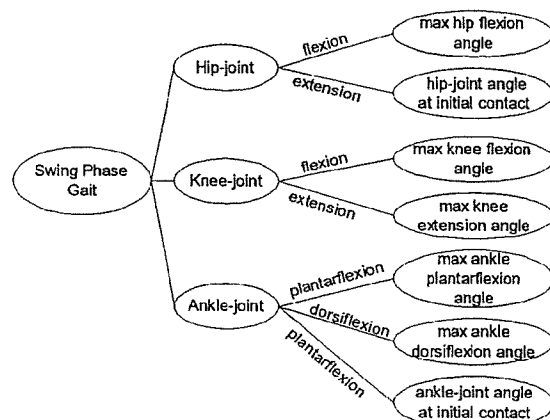 Swing Phase
Gait
Hip-joint
flexion
max hip flexion
angle
extension
hip-joint angle
at initial contact
Knee-joint
flexion
max knee flexion
angle
extension
max knee
extension angle
Ankle-joint
plantarflexion
max ankle
plantarflexion
angle
dorsiflexion
max ankle
dorsiflexion angle
plantarflexion
ankle-joint angle
at initial contact